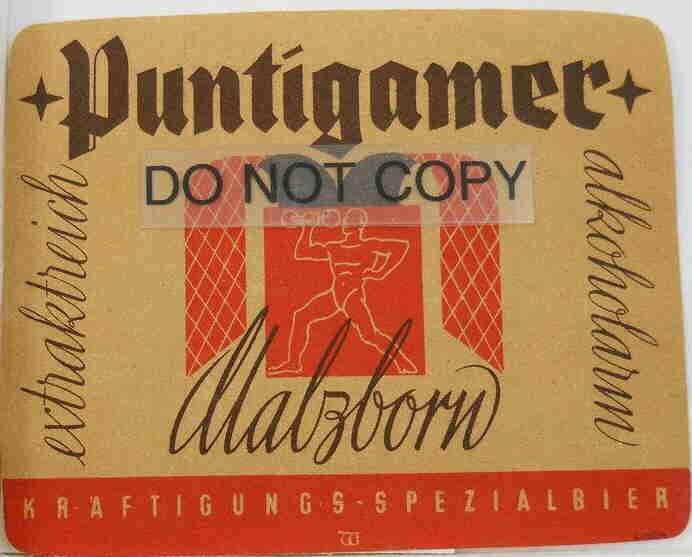 Puntigamer
DO NOT COPY
extraktreich
alkoholarm
Malzborn
KRÄFTIGUNGS-SPEZIALBIER